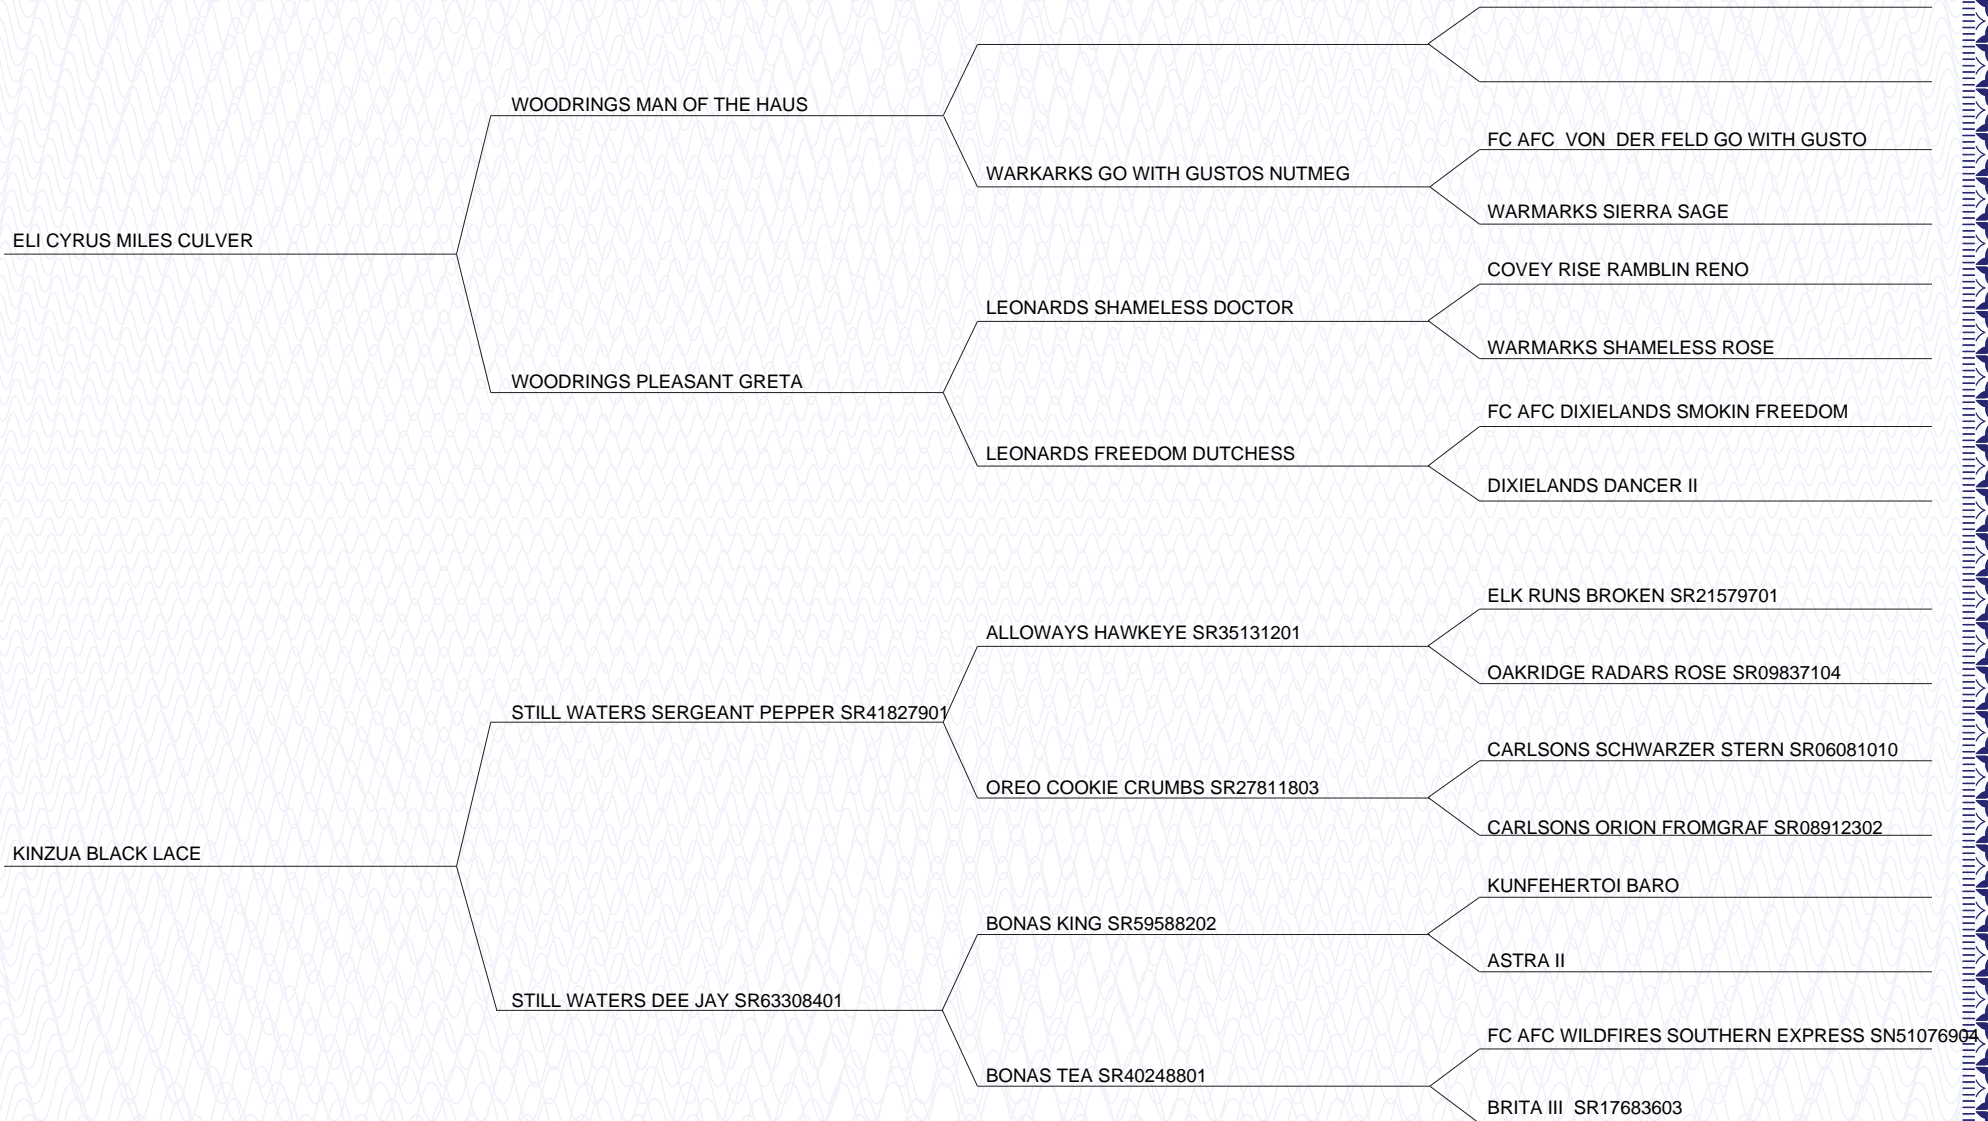 WOODRINGS MAN OF THE HAUS
FC AFC  VON  DER FELD GO WITH GUSTO
WARKARKS GO WITH GUSTOS NUTMEG
WARMARKS SIERRA SAGE
ELI CYRUS MILES CULVER
COVEY RISE RAMBLIN RENO
LEONARDS SHAMELESS DOCTOR
WARMARKS SHAMELESS ROSE
WOODRINGS PLEASANT GRETA
FC AFC DIXIELANDS SMOKIN FREEDOM
LEONARDS FREEDOM DUTCHESS
DIXIELANDS DANCER II
ELK RUNS BROKEN SR21579701
ALLOWAYS HAWKEYE SR35131201
OAKRIDGE RADARS ROSE SR09837104
STILL WATERS SERGEANT PEPPER SR41827901
CARLSONS SCHWARZER STERN SR06081010
OREO COOKIE CRUMBS SR27811803
CARLSONS ORION FROMGRAF SR08912302
KINZUA BLACK LACE
KUNFEHERTOI BARO
BONAS KING SR59588202
ASTRA II
STILL WATERS DEE JAY SR63308401
FC AFC WILDFIRES SOUTHERN EXPRESS SN51076904
BONAS TEA SR40248801
BRITA III  SR17683603